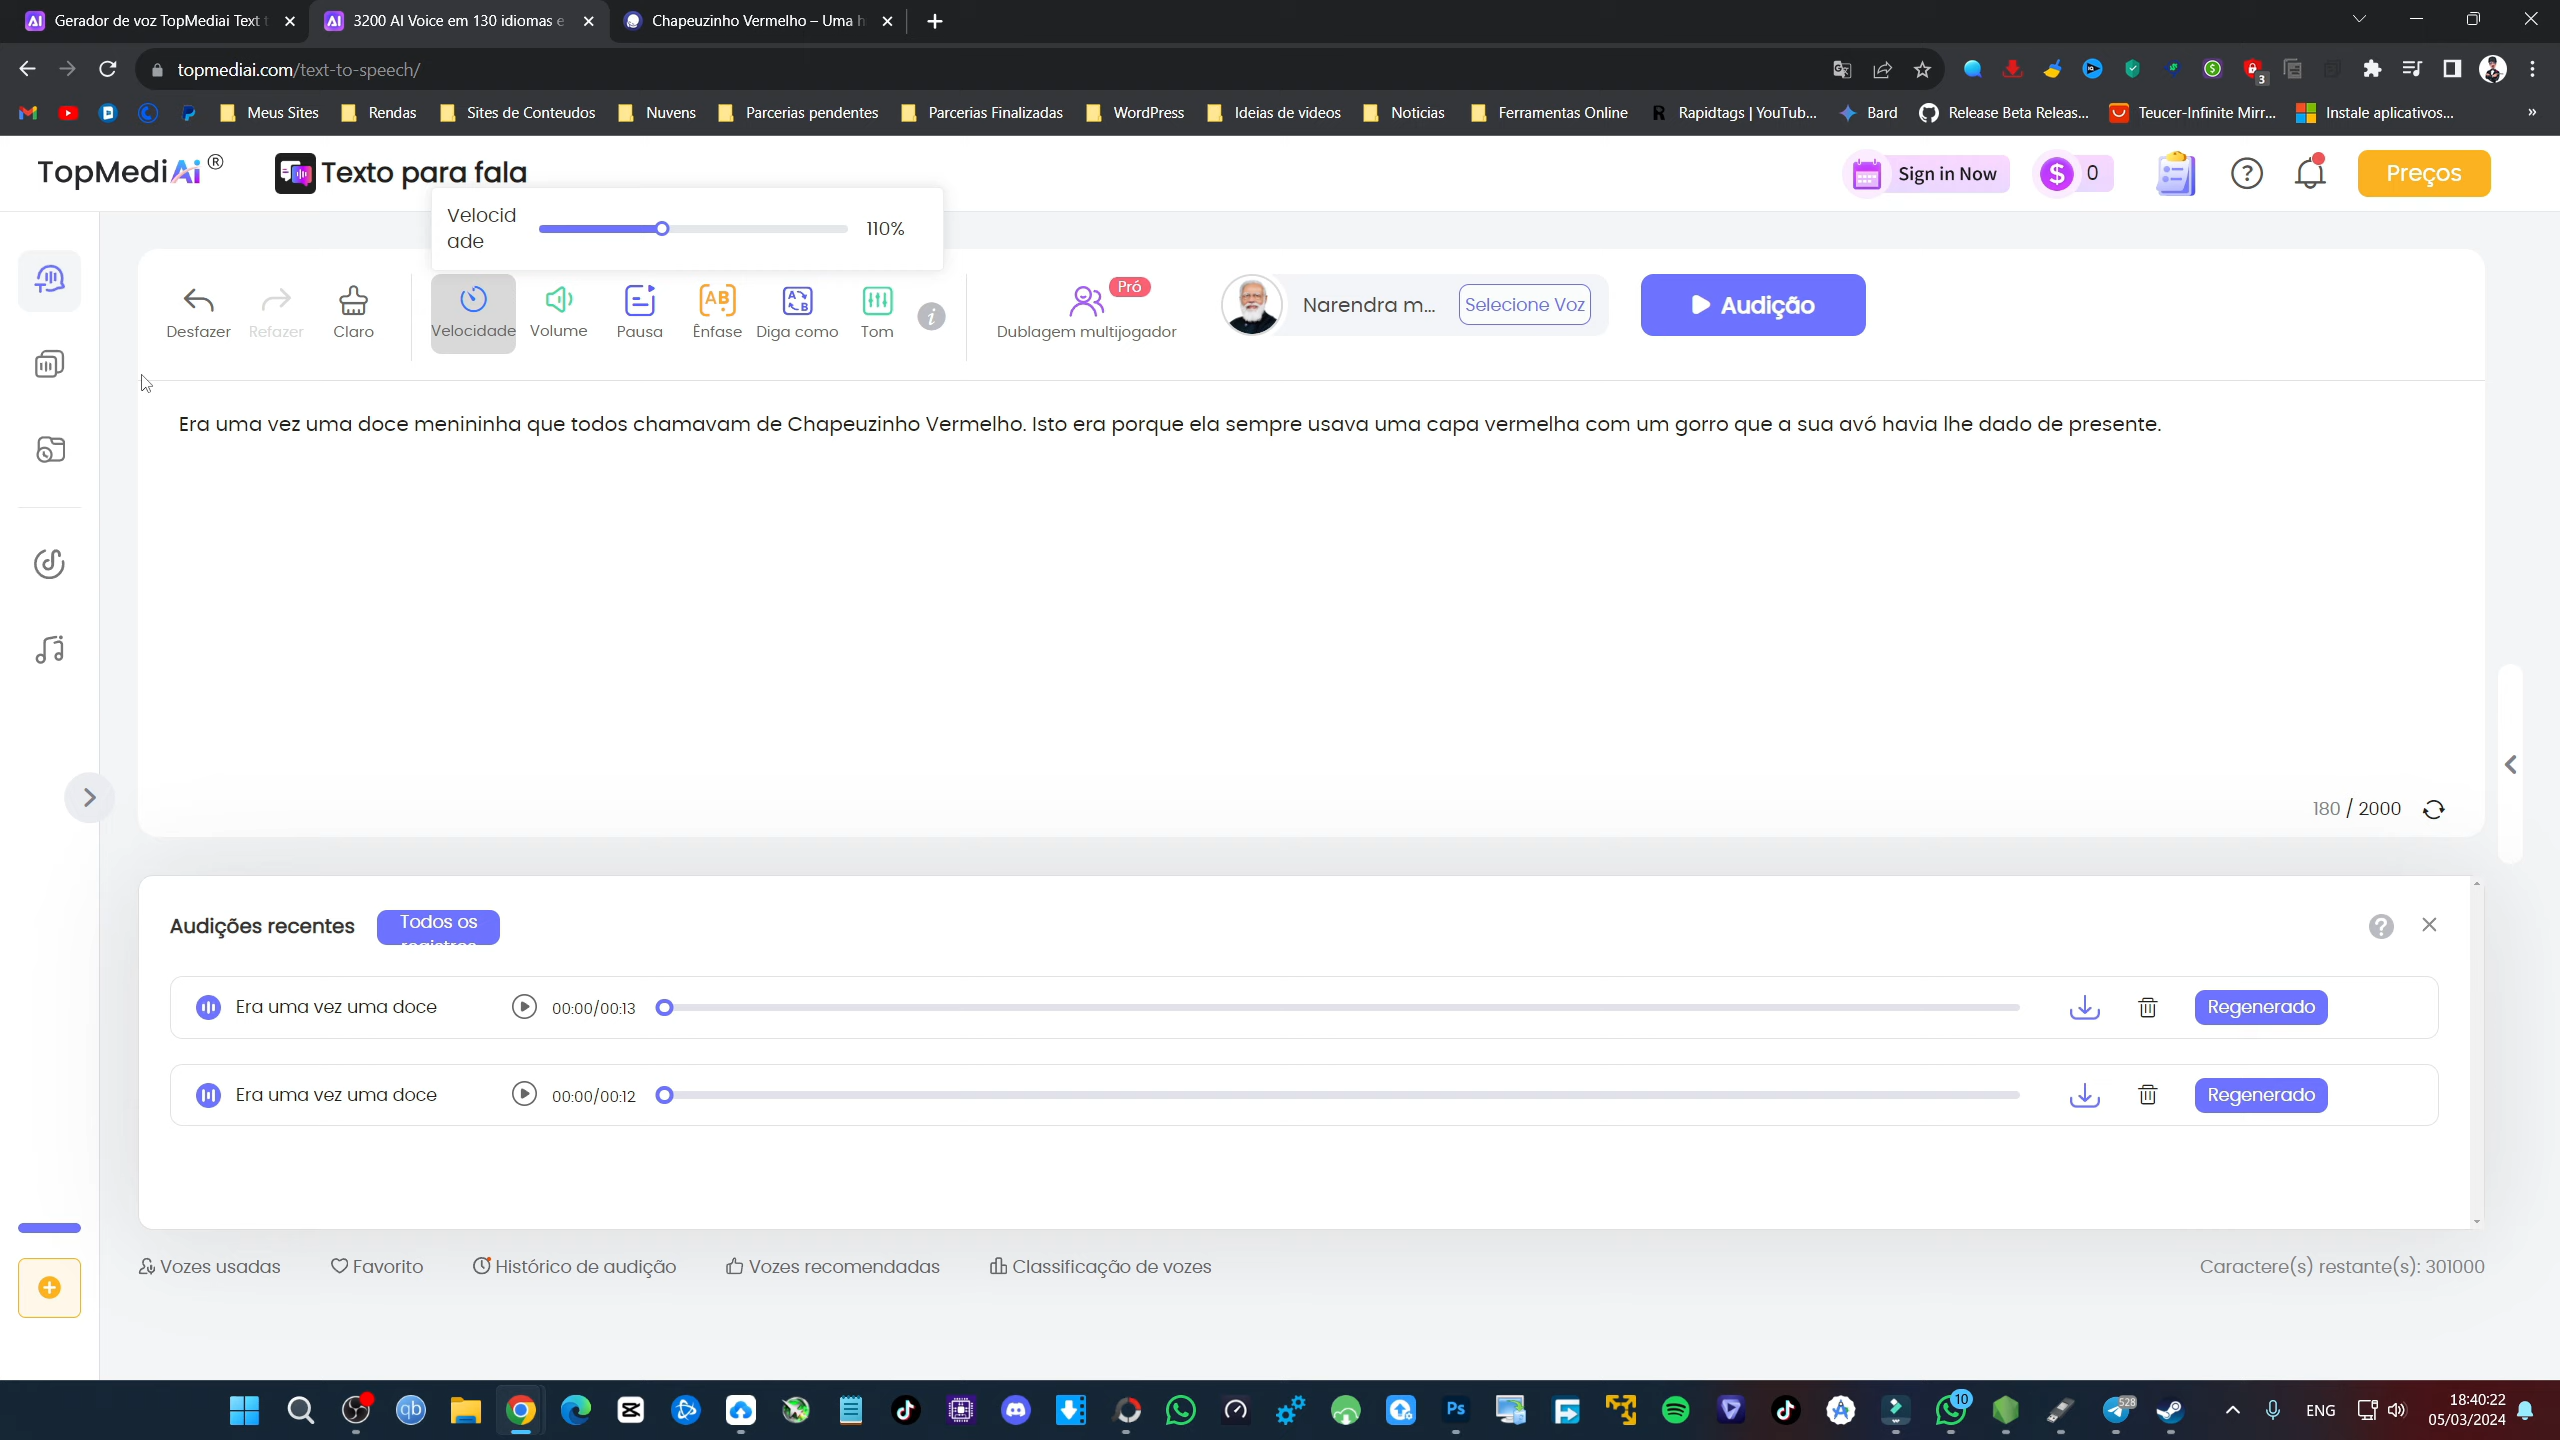 Gerador de voz TopMediai Text t
3200 AI Voice em 130 idiomas e
Chapeuzinho Vermelho – Uma h
topmediai.com/text-to-speech/
3
Meus Sites
Rendas
Sites de Conteudos
Nuvens
Parcerias pendentes
Parcerias Finalizadas
WordPress
Ideias de videos
Noticias
Ferramentas Online
Rapidtags | YouTub...
Bard
Release Beta Releas...
Teucer-Infinite Mirr...
Instale aplicativos...
»
TopMediAi®
Texto para fala
Sign in Now
0
Preços
Velocid
ade
110%
Desfazer
Refazer
Claro
Velocidade
Volume
Pausa
Ênfase
Diga como
Tom
Pró
Dublagem multijogador
Narendra m...
Selecione Voz
Audição
Era uma vez uma doce menininha que todos chamavam de Chapeuzinho Vermelho. Isto era porque ela sempre usava uma capa vermelha com um gorro que a sua avó havia lhe dado de presente.
180 / 2000
Audições recentes
Todos os
registros
Era uma vez uma doce
00:00/00:13
Regenerado
Era uma vez uma doce
00:00/00:12
Regenerado
Vozes usadas
Favorito
Histórico de audição
Vozes recomendadas
Classificação de vozes
Caractere(s) restante(s): 301000
10
528
ENG
18:40:22
05/03/2024